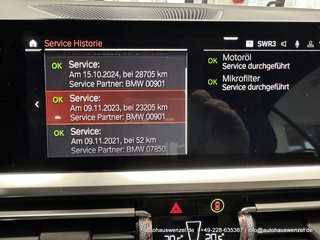 Service Historie
SWR3
OK Service:
Am 15.10.2024, bei 28705 km
Service Partner: BMW 00901
OK Service:
Am 09.11.2023, bei 23205 km
Service Partner: BMW 00901
OK Service:
Am 09.11.2021, bei 52 km
Service Partner: BMW 07850
OK Motoröl
Service durchgeführt
OK Mikrofilter
Service durchgeführt
autohauswenzel.de
+49-228-635387
info@autohauswenzel.de